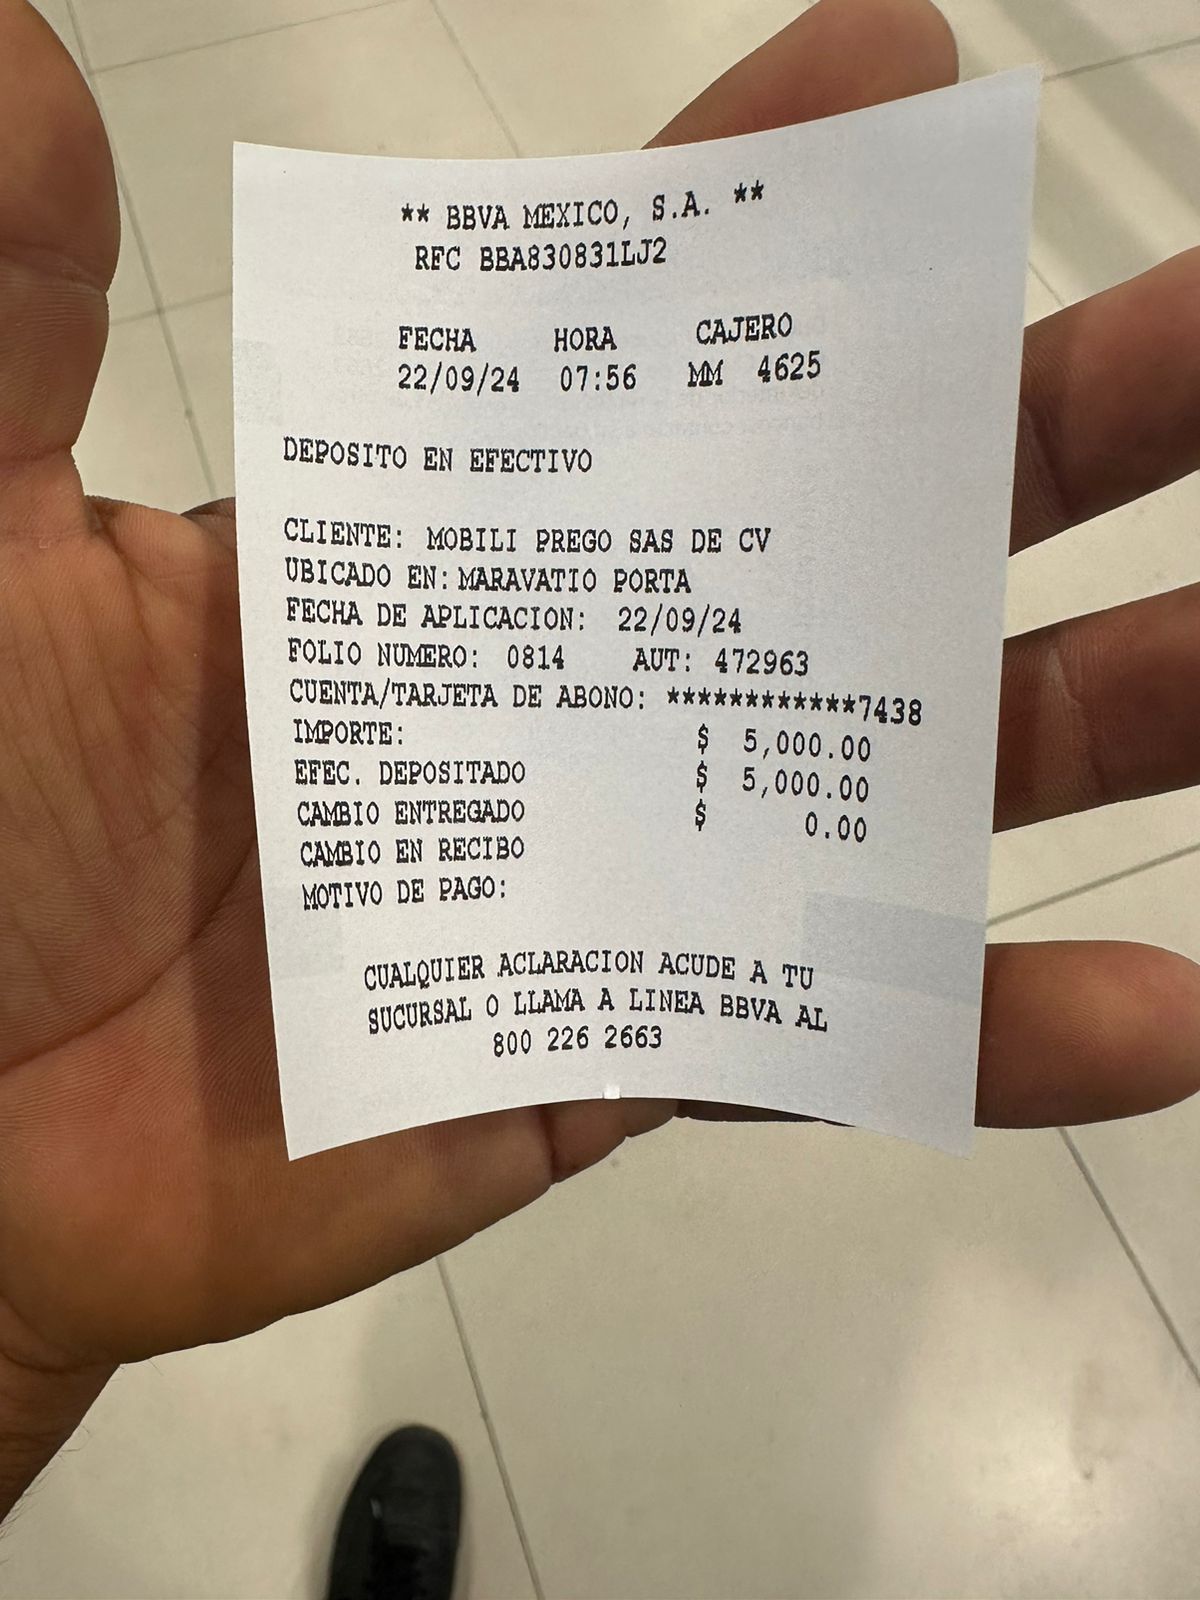 ** BBVA MEXICO, S.A. **
RFC BBA830831LJ2
FECHA HORA CAJERO
22/09/24 07:56 MM 4625
DEPOSITO EN EFECTIVO
CLIENTE: MOBILI PREGO SAS DE CV
UBICADO EN: MARAVATIO PORTA
FECHA DE APLICACION: 22/09/24
FOLIO NUMERO: 0814 AUT: 472963
CUENTA/TARJETA DE ABONO: ************7438
IMPORTE: $ 5,000.00
EFEC. DEPOSITADO $ 5,000.00
CAMBIO ENTREGADO $ 0.00
CAMBIO EN RECIBO
MOTIVO DE PAGO:
CUALQUIER ACLARACION ACUDE A TU
SUCURSAL O LLAMA A LINEA BBVA AL
800 226 2663